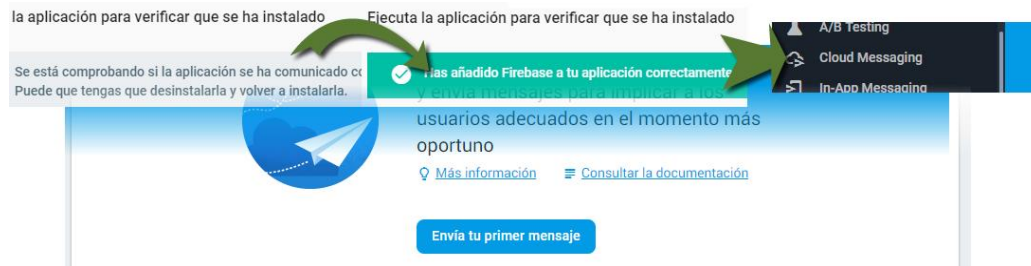 la aplicación para verificar que se ha instalado
Ejecuta la aplicación para verificar que se ha instalado
Se está comprobando si la aplicación se ha comunicado
Puede que tengas que desinstalarla y volver a instalarla.
Has añadido Firebase a tu aplicación correctamente
A/B Testing
Cloud Messaging
In-App Messaging
y envía mensajes para implicar a los
usuarios adecuados en el momento más
oportuno
Más información
Consultar la documentación
Envía tu primer mensaje